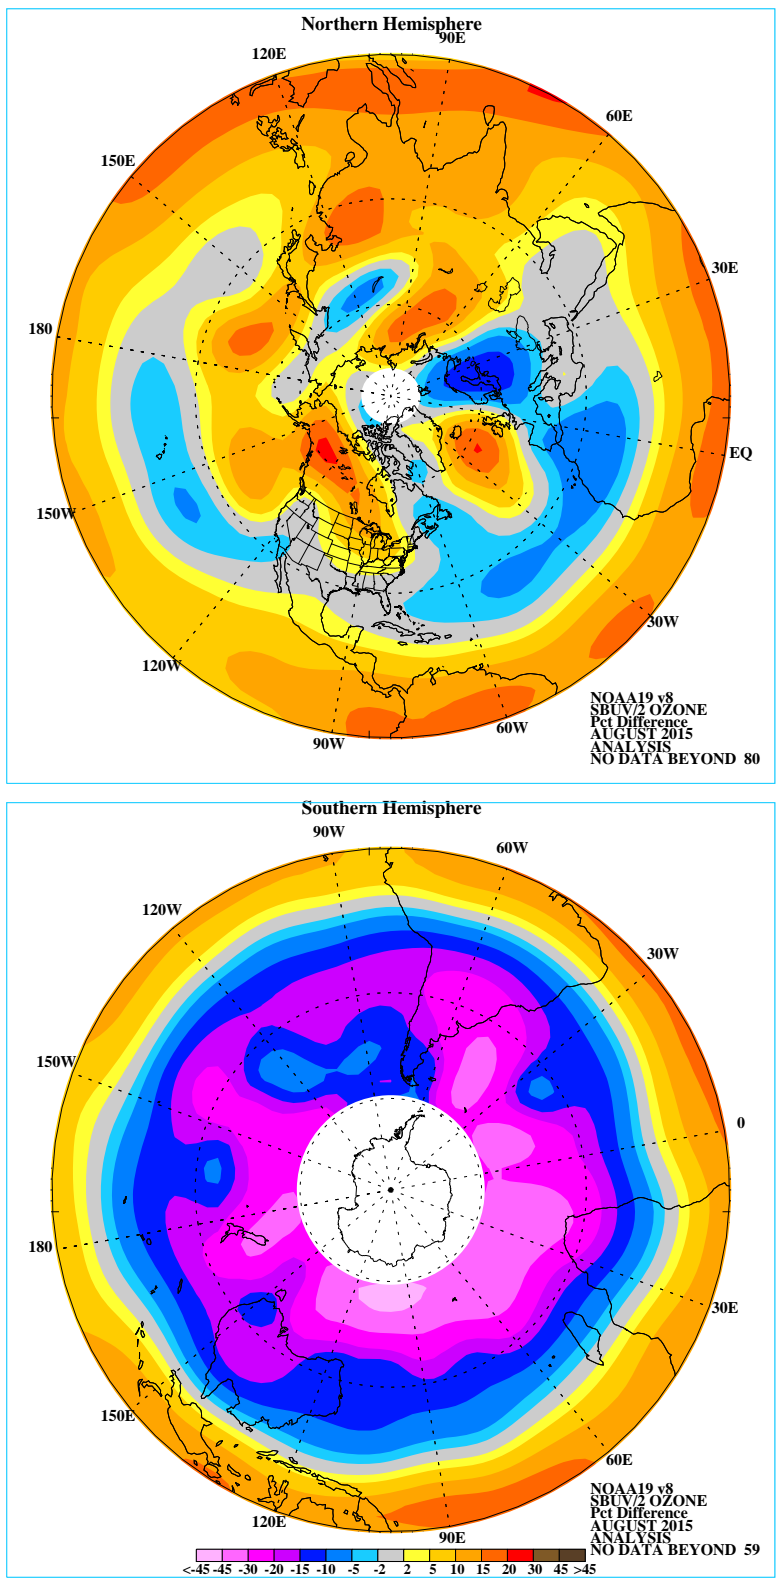 Northern Hemisphere
90E
120E
60E
150E
30E
180
EQ
150W
30W
120W
60W
90W
NOAA19 v8
SBUV/2 OZONE
Pct Difference
AUGUST 2015
ANALYSIS
NO DATA BEYOND 80
Southern Hemisphere
90W
60W
120W
30W
150W
0
180
30E
150E
60E
120E
90E
NOAA19 v8
SBUV/2 OZONE
Pct Difference
AUGUST 2015
ANALYSIS
NO DATA BEYOND 59
<-45 -45 -30 -20 -15 -10 -5 -2 2 5 10 15 20 30 45 >45